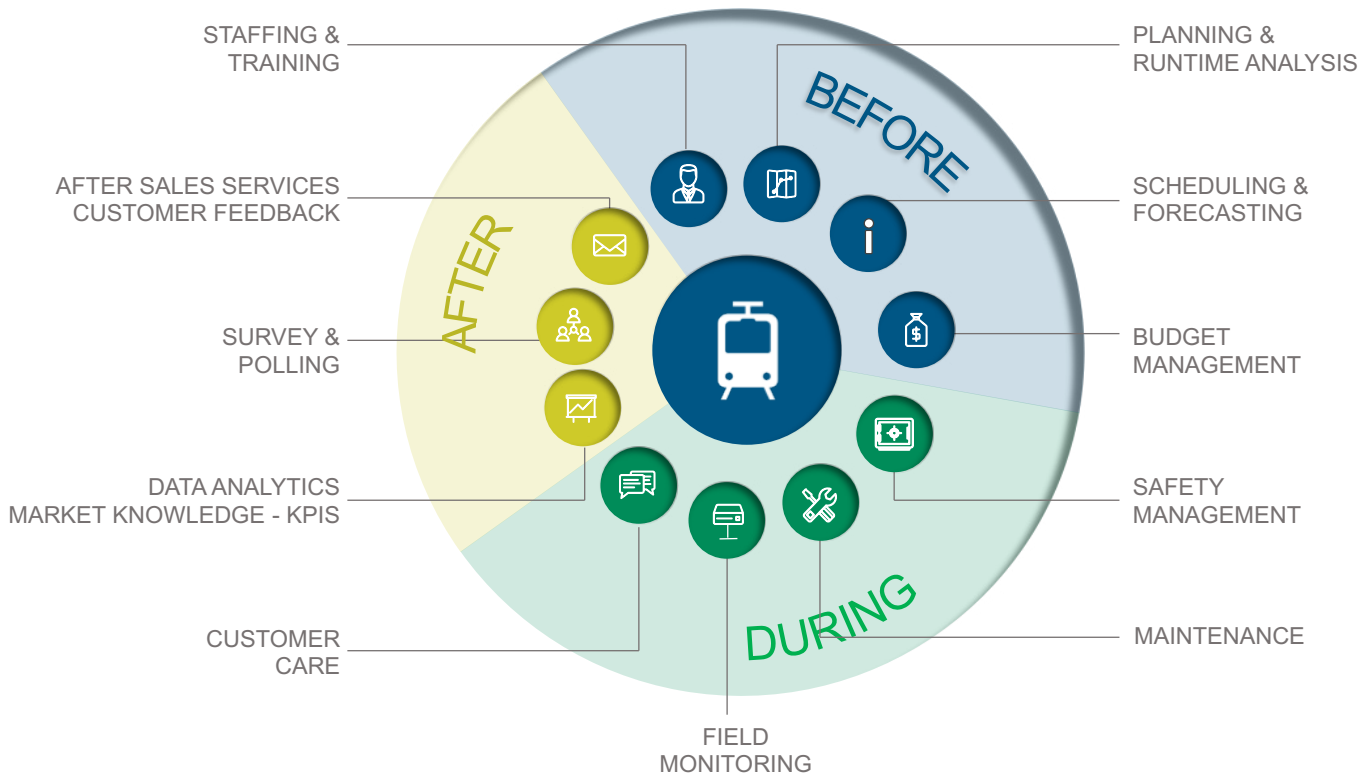 STAFFING &
TRAINING
PLANNING &
RUNTIME ANALYSIS
BEFORE
AFTER SALES SERVICES
CUSTOMER FEEDBACK
SCHEDULING &
FORECASTING
i
AFTER
SURVEY &
POLLING
$
BUDGET
MANAGEMENT
DATA ANALYTICS
MARKET KNOWLEDGE - KPIS
SAFETY
MANAGEMENT
DURING
CUSTOMER
CARE
MAINTENANCE
FIELD
MONITORING